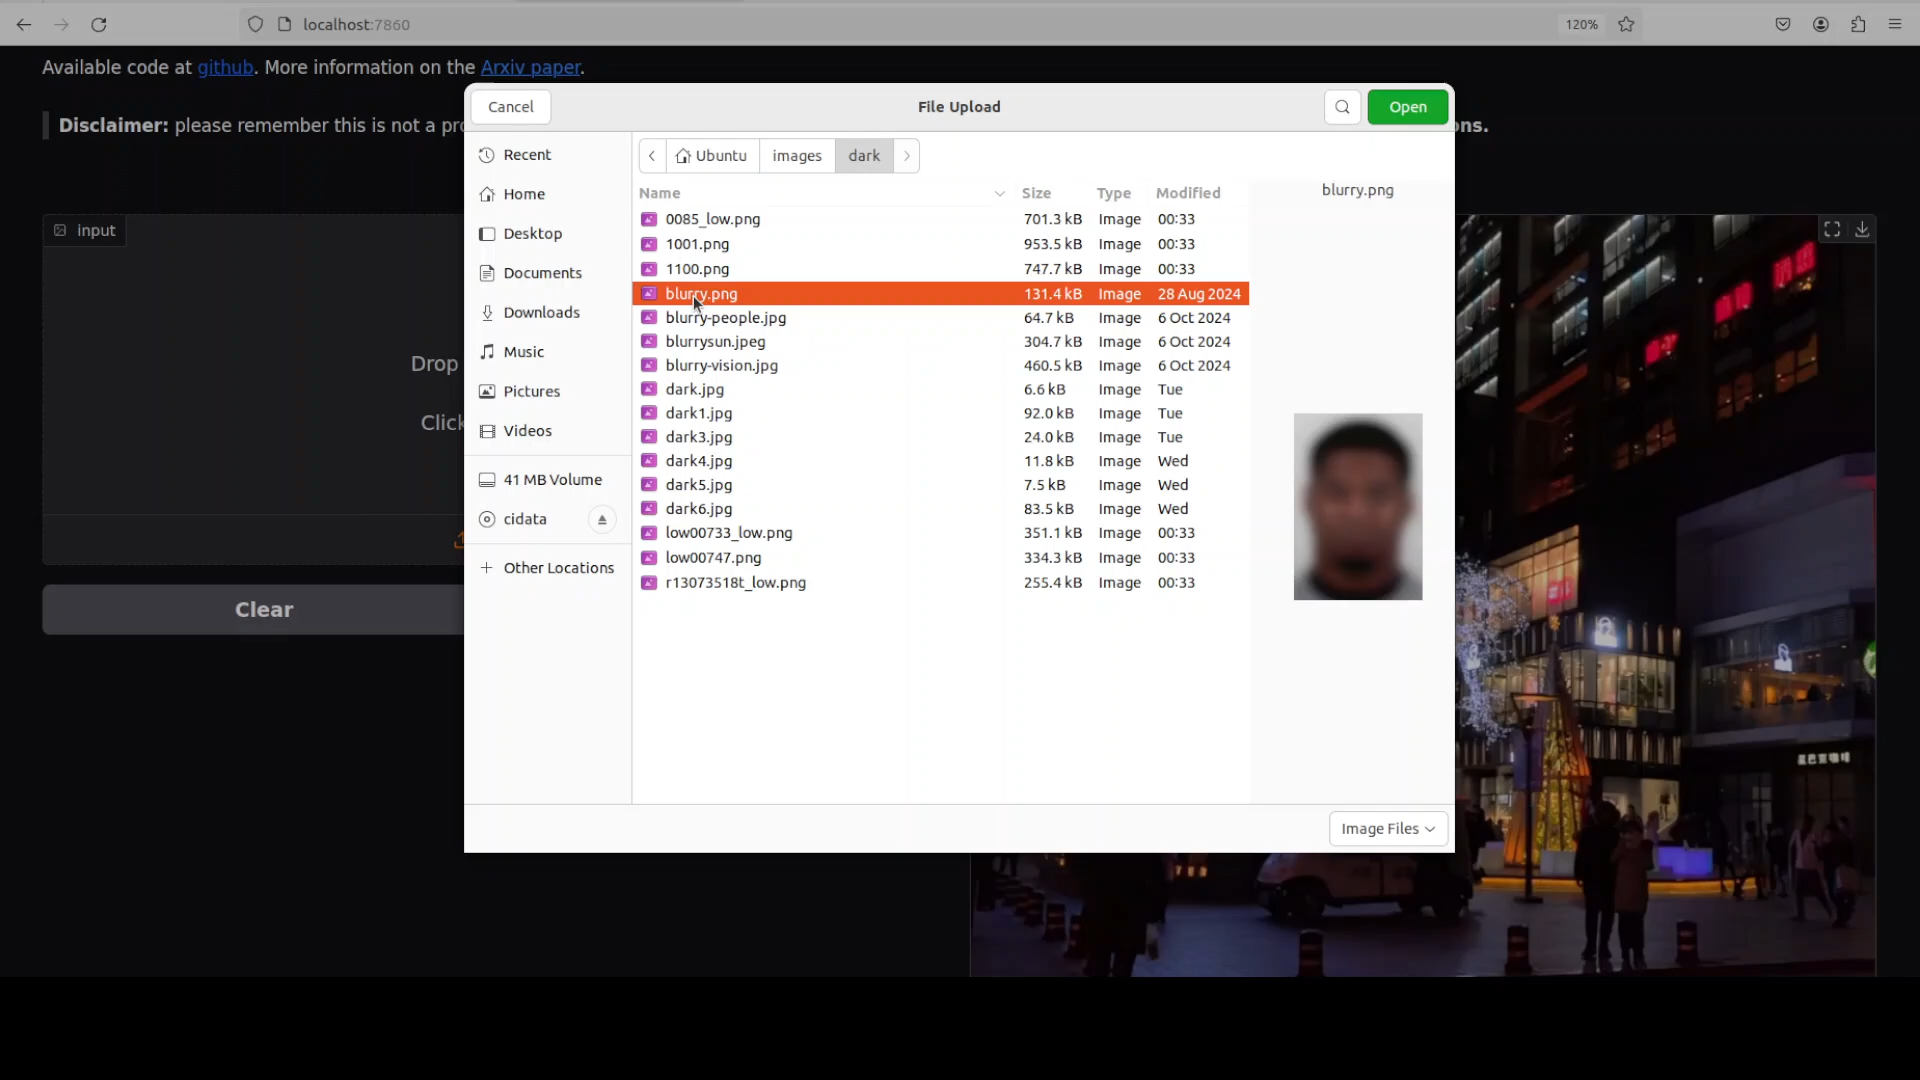 localhost:7860
120%
Available code at github. More information on the Arxiv paper.
Disclaimer: please remember this is not a pro
ons.
input
Drop
Click
Clear
Cancel
File Upload
Open
Recent
Home
Desktop
Documents
Downloads
Music
Pictures
Videos
41 MB Volume
cidata
Other Locations
Ubuntu images dark
Name Size Type Modified
0085_low.png 701.3 kB Image 00:33
1001.png 953.5 kB Image 00:33
1100.png 747.7 kB Image 00:33
blurry.png 131.4 kB Image 28 Aug 2024
blurry-people.jpg 64.7 kB Image 6 Oct 2024
blurrysun.jpeg 304.7 kB Image 6 Oct 2024
blurry-vision.jpg 460.5 kB Image 6 Oct 2024
dark.jpg 6.6 kB Image Tue
dark1.jpg 92.0 kB Image Tue
dark3.jpg 24.0 kB Image Tue
dark4.jpg 11.8 kB Image Wed
dark5.jpg 7.5 kB Image Wed
dark6.jpg 83.5 kB Image Wed
low00733_low.png 351.1 kB Image 00:33
low00747.png 334.3 kB Image 00:33
r13073518t_low.png 255.4 kB Image 00:33
blurry.png
Image Files